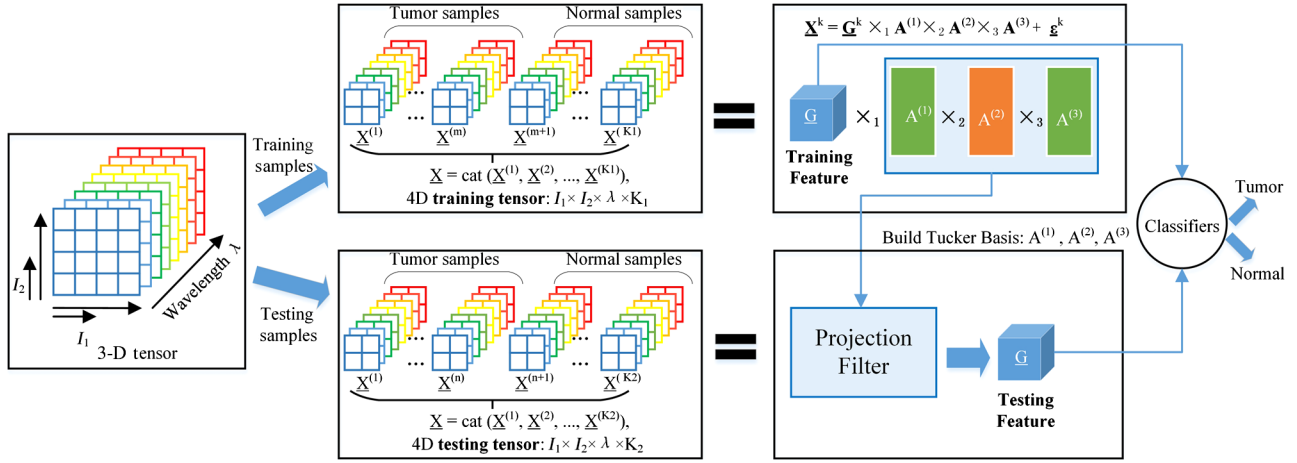 I₂
I₁
Wavelength λ
3-D tensor
Training
samples
Testing
samples
Tumor samples
Normal samples
...
...
X̲⁽¹⁾
X̲⁽ᵐ⁾
X̲⁽ᵐ⁺¹⁾
X̲⁽ᴷ¹⁾
X̲ = cat (X̲⁽¹⁾, X̲⁽²⁾, ..., X̲⁽ᴷ¹⁾),
4D training tensor: I₁× I₂× λ ×K₁
Tumor samples
Normal samples
...
...
X̲⁽¹⁾
X̲⁽ⁿ⁾
X̲⁽ⁿ⁺¹⁾
X̲⁽ᴷ²⁾
X̲ = cat (X̲⁽¹⁾, X̲⁽²⁾, ..., X̲⁽ᴷ²⁾),
4D testing tensor: I₁× I₂× λ ×K₂
=
=
X̲ᵏ = G̲ᵏ ×₁ A⁽¹⁾×₂ A⁽²⁾×₃ A⁽³⁾+ ε̲ᵏ
G̲ ×₁ A⁽¹⁾ ×₂ A⁽²⁾ ×₃ A⁽³⁾
Training
Feature
Build Tucker Basis: A⁽¹⁾ , A⁽²⁾, A⁽³⁾
Projection
Filter
G̲
Testing
Feature
Classifiers
Tumor
Normal